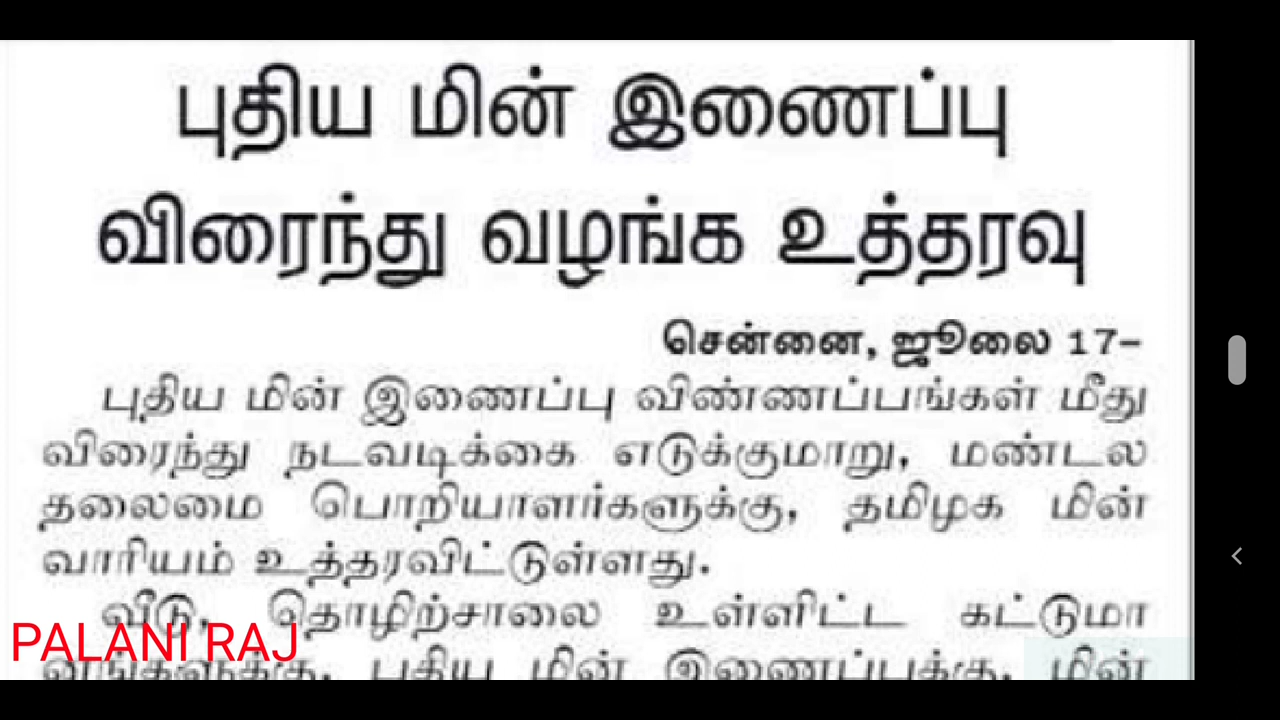 புதிய மின் இணைப்பு
விரைந்து வழங்க உத்தரவு
சென்னை, ஜூலை 17–
புதிய மின் இணைப்பு விண்ணப்பங்கள் மீது
விரைந்து நடவடிக்கை எடுக்குமாறு, மண்டல
தலைமை பொறியாளர்களுக்கு, தமிழக மின்
வாரியம் உத்தரவிட்டுள்ளது.
வீடு, தொழிற்சாலை உள்ளிட்ட கட்டுமா
PALANI RAJ
புதிய மின் இணைப்புக்கு, மின்